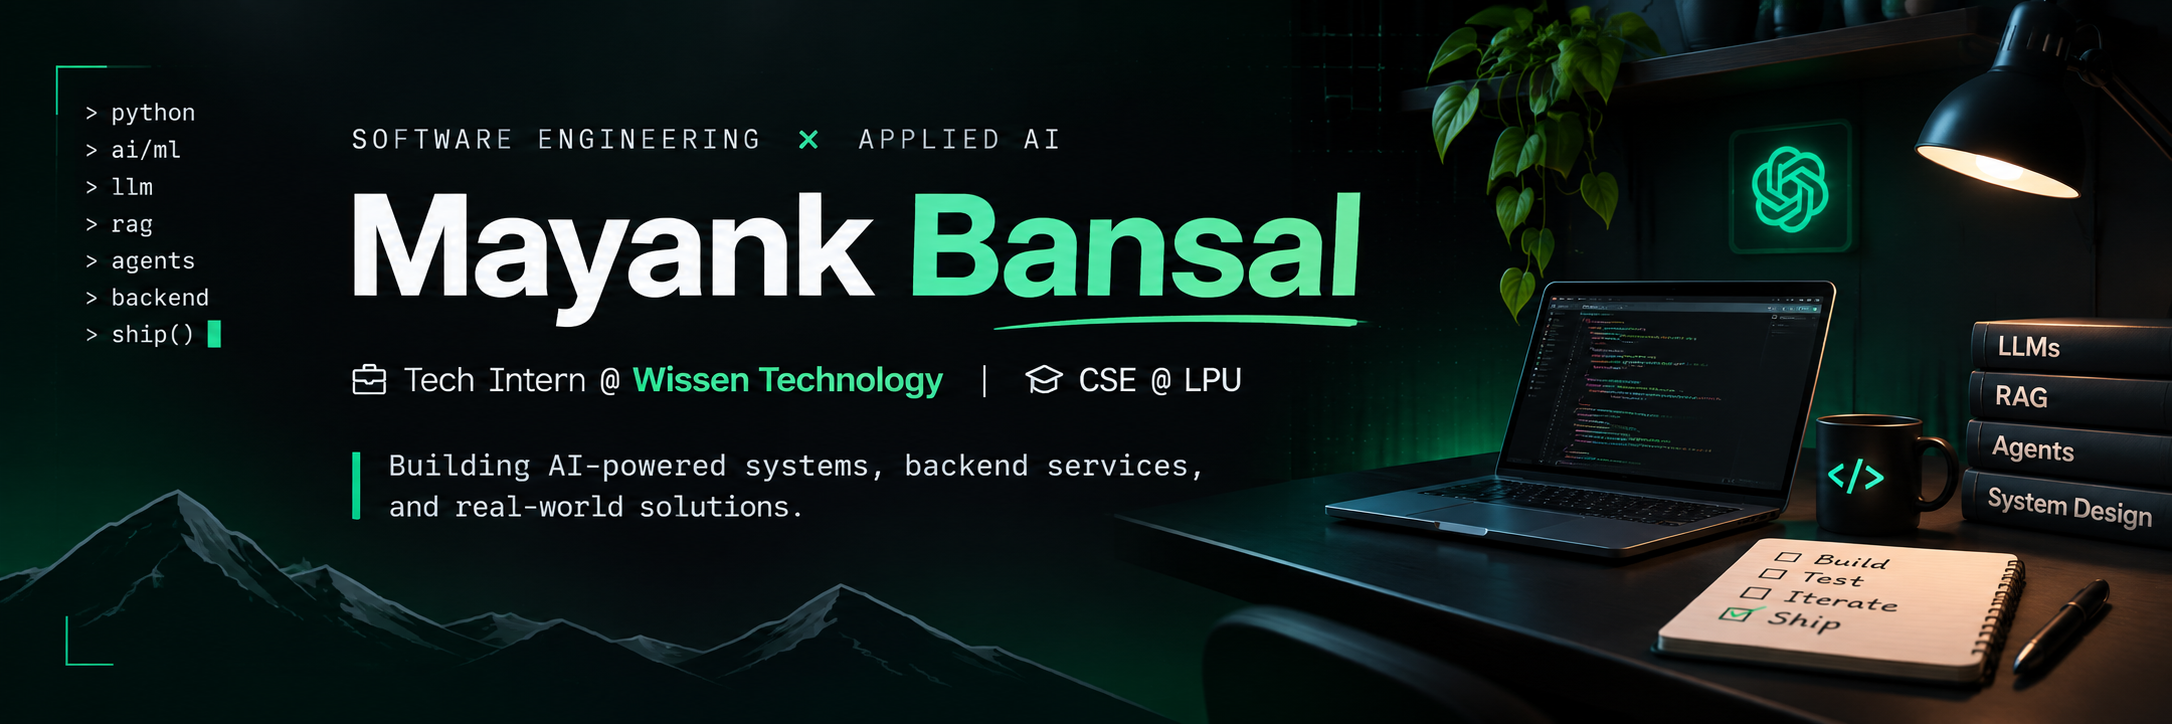 > python
> ai/ml
> llm
> rag
> agents
> backend
> ship()
SOFTWARE ENGINEERING × APPLIED AI
Mayank Bansal
Tech Intern @ Wissen Technology | CSE @ LPU
Building AI-powered systems, backend services,
and real-world solutions.
</>
LLMs
RAG
Agents
System Design
Build
Test
Iterate
Ship